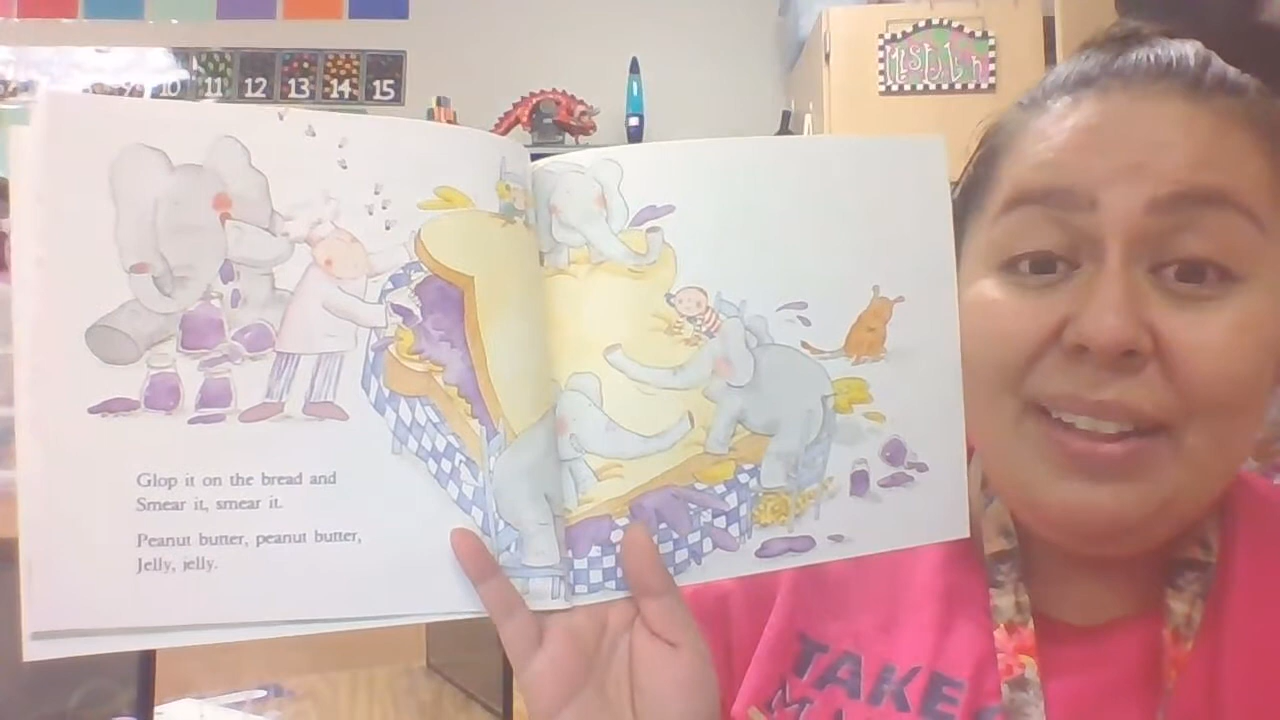 10 11 12 13 14 15
Glop it on the bread and
Smear it, smear it.
Peanut butter, peanut butter,
Jelly, jelly.
TAKE